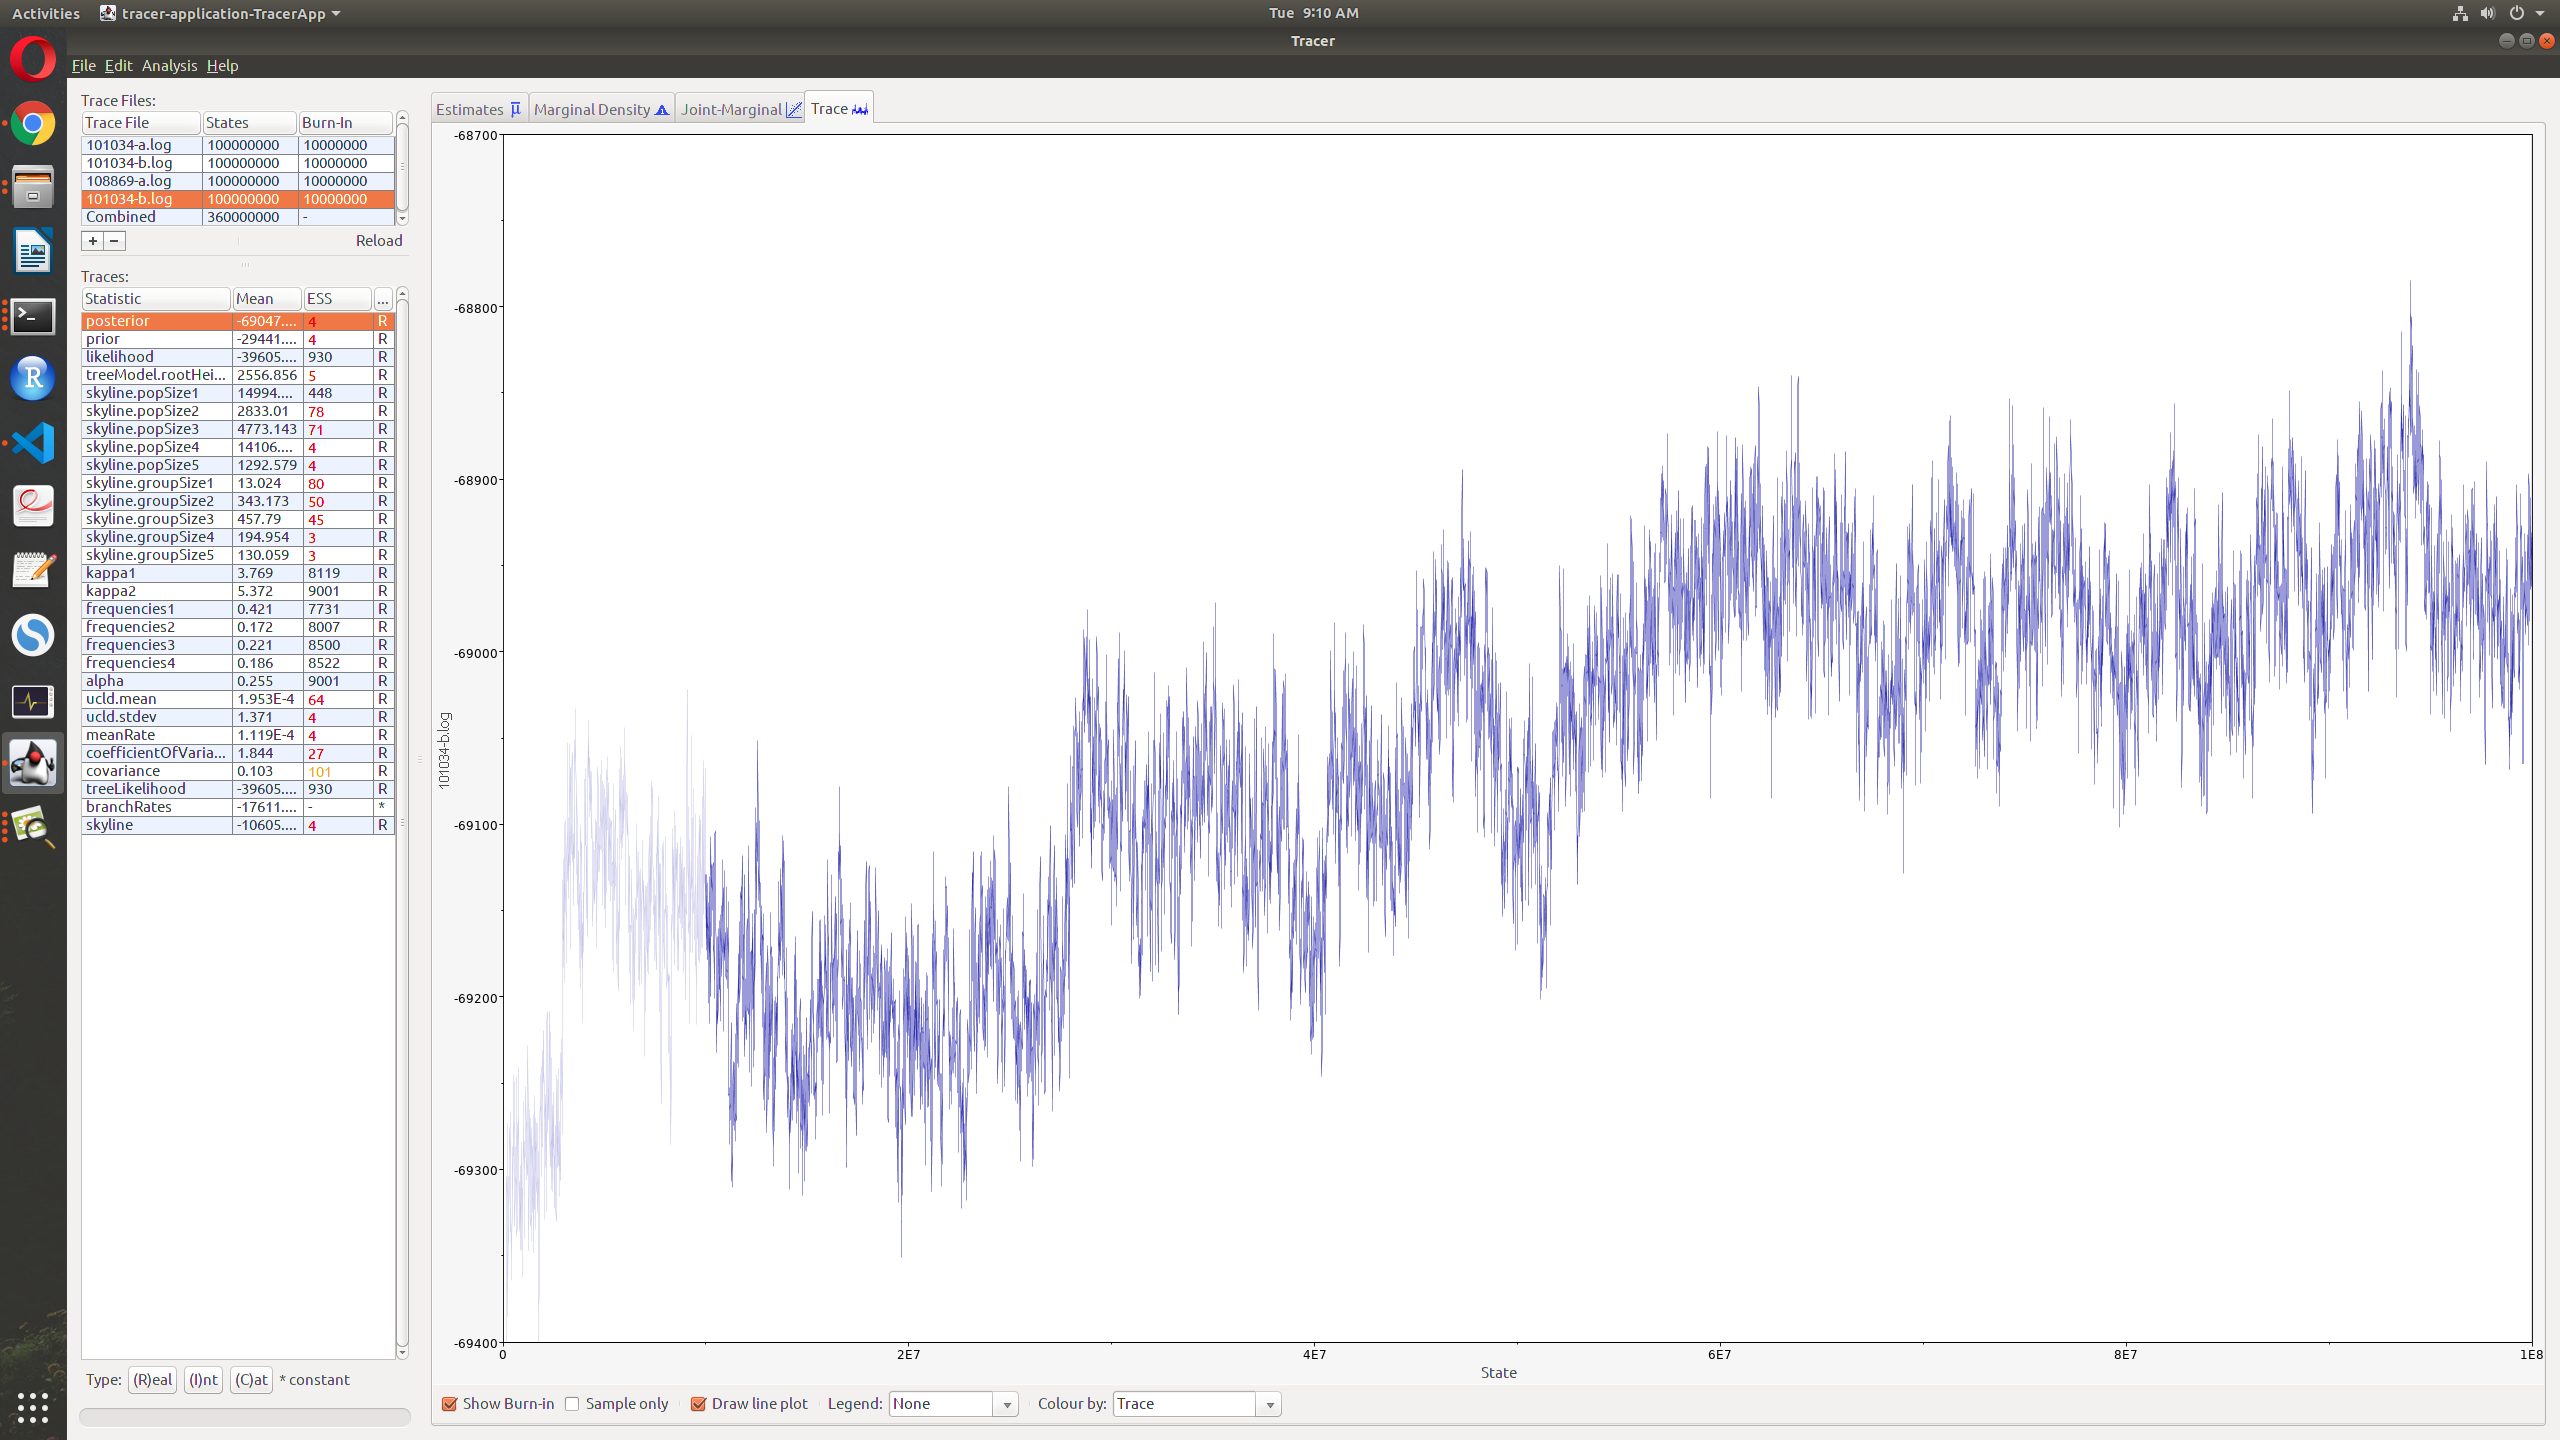 Activities tracer-application-TracerApp Tue 9:10 AM
Tracer
File Edit Analysis Help
Trace Files:
Trace File States Burn-In
101034-a.log 100000000 10000000
101034-b.log 100000000 10000000
108869-a.log 100000000 10000000
101034-b.log 100000000 10000000
Combined 360000000 -
+ - Reload
Traces:
Statistic Mean ESS ...
posterior -69047.... 4 R
prior -29441.... 4 R
likelihood -39605.... 930 R
treeModel.rootHei... 2556.856 5 R
skyline.popSize1 14994.... 448 R
skyline.popSize2 2833.01 78 R
skyline.popSize3 4773.143 71 R
skyline.popSize4 14106.... 4 R
skyline.popSize5 1292.579 4 R
skyline.groupSize1 13.024 80 R
skyline.groupSize2 343.173 50 R
skyline.groupSize3 457.79 45 R
skyline.groupSize4 194.954 3 R
skyline.groupSize5 130.059 3 R
kappa1 3.769 8119 R
kappa2 5.372 9001 R
frequencies1 0.421 7731 R
frequencies2 0.172 8007 R
frequencies3 0.221 8500 R
frequencies4 0.186 8522 R
alpha 0.255 9001 R
ucld.mean 1.953E-4 64 R
ucld.stdev 1.371 4 R
meanRate 1.119E-4 4 R
coefficientOfVaria... 1.844 27 R
covariance 0.103 101 R
treeLikelihood -39605.... 930 R
branchRates -17611.... - *
skyline -10605.... 4 R
Type: (R)eal (I)nt (C)at * constant
Estimates µ Marginal Density Joint-Marginal Trace
-68700
-68800
-68900
-69000
-69100
-69200
-69300
-69400
101034-b.log
0 2E7 4E7 6E7 8E7 1E8
State
Show Burn-in Sample only Draw line plot Legend: None Colour by: Trace